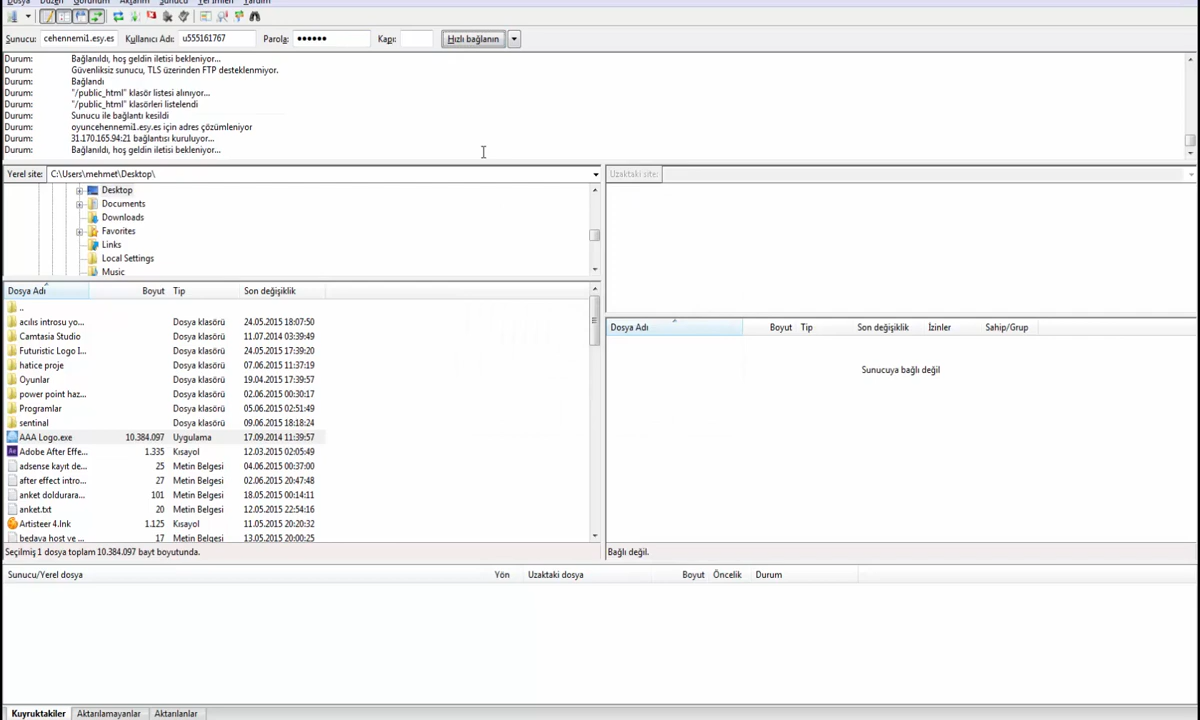 Dosya Düzen Görünüm Aktarım Sunucu Yer İmleri Yardım
Sunucu: cehennemi1.esy.es Kullanıcı Adı: u555161767 Parola: ●●●●●● Kapı: Hızlı bağlanın
Durum: Bağlanıldı, hoş geldin iletisi bekleniyor...
Durum: Güvenliksiz sunucu, TLS üzerinden FTP desteklenmiyor.
Durum: Bağlandı
Durum: "/public_html" klasör listesi alınıyor...
Durum: "/public_html" klasörleri listelendi
Durum: Sunucu ile bağlantı kesildi
Durum: oyuncehennemi1.esy.es için adres çözümleniyor
Durum: 31.170.165.94:21 bağlantısı kuruluyor...
Durum: Bağlanıldı, hoş geldin iletisi bekleniyor...
Yerel site: C:\Users\mehmet\Desktop\
Desktop
Documents
Downloads
Favorites
Links
Local Settings
Music
Dosya Adı Boyut Tip Son değişiklik
..
acılıs introsu yo... Dosya klasörü 24.05.2015 18:07:50
Camtasia Studio Dosya klasörü 11.07.2014 03:39:49
Futuristic Logo I... Dosya klasörü 24.05.2015 17:39:20
hatice proje Dosya klasörü 07.06.2015 11:37:19
Oyunlar Dosya klasörü 19.04.2015 17:39:57
power point haz... Dosya klasörü 02.06.2015 00:30:17
Programlar Dosya klasörü 05.06.2015 02:51:49
sentinal Dosya klasörü 09.06.2015 18:18:24
AAA Logo.exe 10.384.097 Uygulama 17.09.2014 11:39:57
Adobe After Effe... 1.335 Kısayol 12.03.2015 02:05:49
adsense kayıt de... 25 Metin Belgesi 04.06.2015 00:37:00
after effect intro... 27 Metin Belgesi 02.06.2015 20:47:48
anket doldurara... 101 Metin Belgesi 18.05.2015 00:14:11
anket.txt 20 Metin Belgesi 12.05.2015 22:54:16
Artisteer 4.lnk 1.125 Kısayol 11.05.2015 20:20:32
bedava host ve ... 17 Metin Belgesi 13.05.2015 20:00:25
Seçilmiş 1 dosya toplam 10.384.097 bayt boyutunda.
Uzaktaki site:
Dosya Adı Boyut Tip Son değişiklik İzinler Sahip/Grup
Sunucuya bağlı değil
Bağlı değil.
Sunucu/Yerel dosya Yön Uzaktaki dosya Boyut Öncelik Durum
Kuyruktakiler Aktarılamayanlar Aktarılanlar